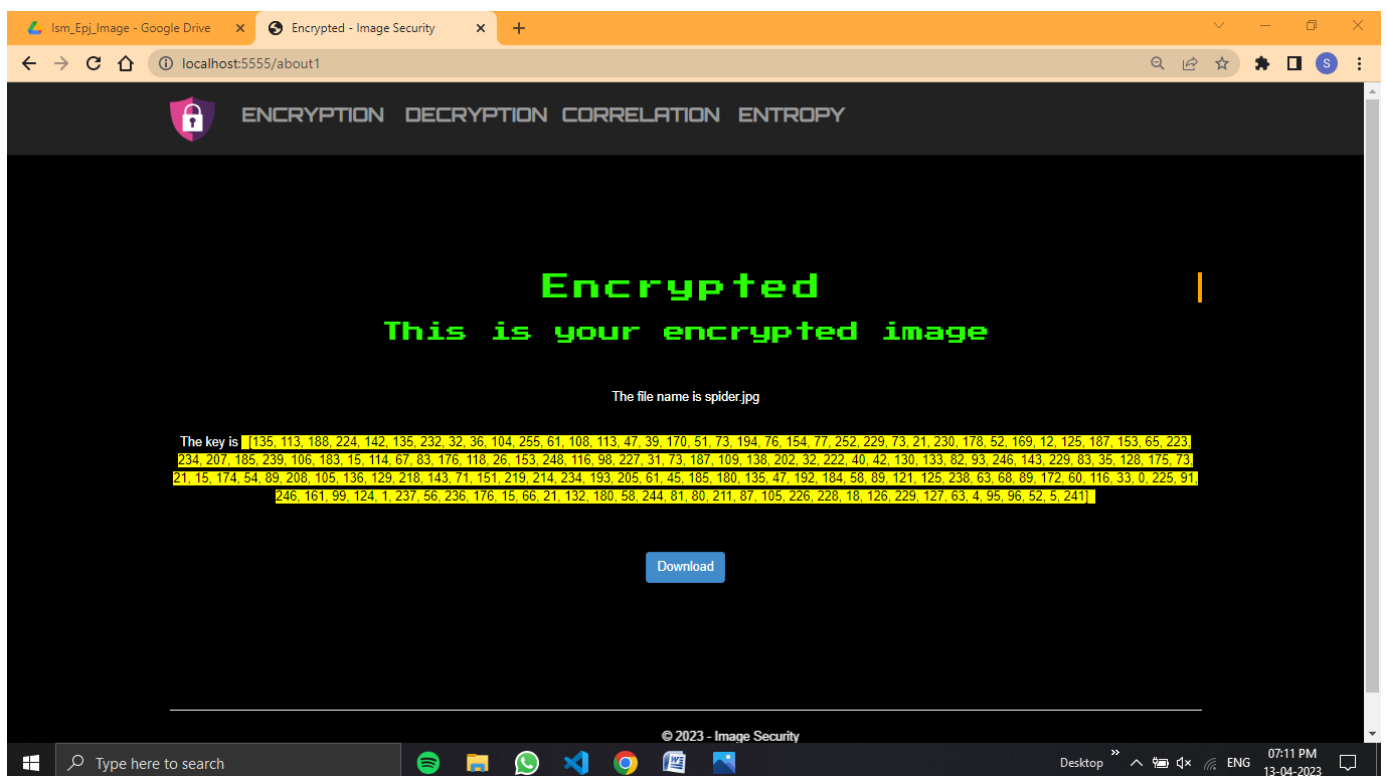 Ism_Epj_Image - Google Drive
Encrypted - Image Security
localhost:5555/about1
S
ENCRYPTION DECRYPTION CORRELATION ENTROPY
Encrypted
This is your encrypted image
The file name is spider.jpg
The key is [135, 113, 188, 224, 142, 135, 232, 32, 36, 104, 255, 61, 108, 113, 47, 39, 170, 51, 73, 194, 76, 154, 77, 252, 229, 73, 21, 230, 178, 52, 169, 12, 125, 187, 153, 65, 223,
234, 207, 185, 239, 106, 183, 15, 114, 67, 83, 176, 118, 26, 153, 248, 116, 98, 227, 31, 73, 187, 109, 138, 202, 32, 222, 40, 42, 130, 133, 82, 93, 246, 143, 229, 83, 35, 128, 175, 73,
21, 15, 174, 54, 89, 208, 105, 136, 129, 218, 143, 71, 151, 219, 214, 234, 193, 205, 61, 45, 185, 180, 135, 47, 192, 184, 58, 89, 121, 125, 238, 63, 68, 89, 172, 60, 116, 33, 0, 225, 91,
246, 161, 99, 124, 1, 237, 56, 236, 176, 15, 66, 21, 132, 180, 58, 244, 81, 80, 211, 87, 105, 226, 228, 18, 126, 229, 127, 63, 4, 95, 96, 52, 5, 241]
Download
© 2023 - Image Security
Type here to search
Desktop
ENG
07:11 PM
13-04-2023